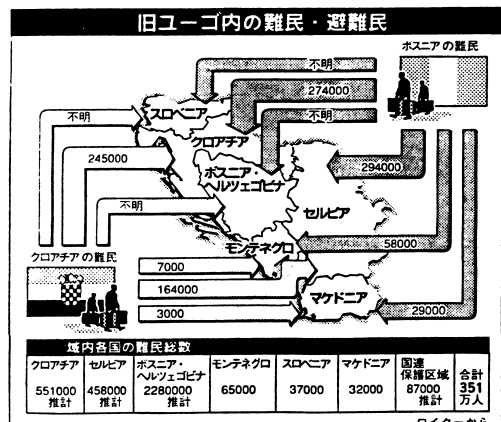 旧ユーゴ内の難民・避難民
ボスニアの難民
不明
274000
スロベニア
不明
不明
クロアチア
245000
ボスニア・
ヘルツェゴビナ
294000
不明
セルビア
クロアチアの難民
モンテネグロ
58000
7000
164000
マケドニア
3000
29000
域内各国の難民総数
クロアチア
551000
推計
セルビア
458000
推計
ボスニア・
ヘルツェゴビナ
2280000
推計
モンテネグロ
65000
スロベニア
37000
マケドニア
32000
国連
保護区域
87000
推計
合計
351
万人
ロイターから